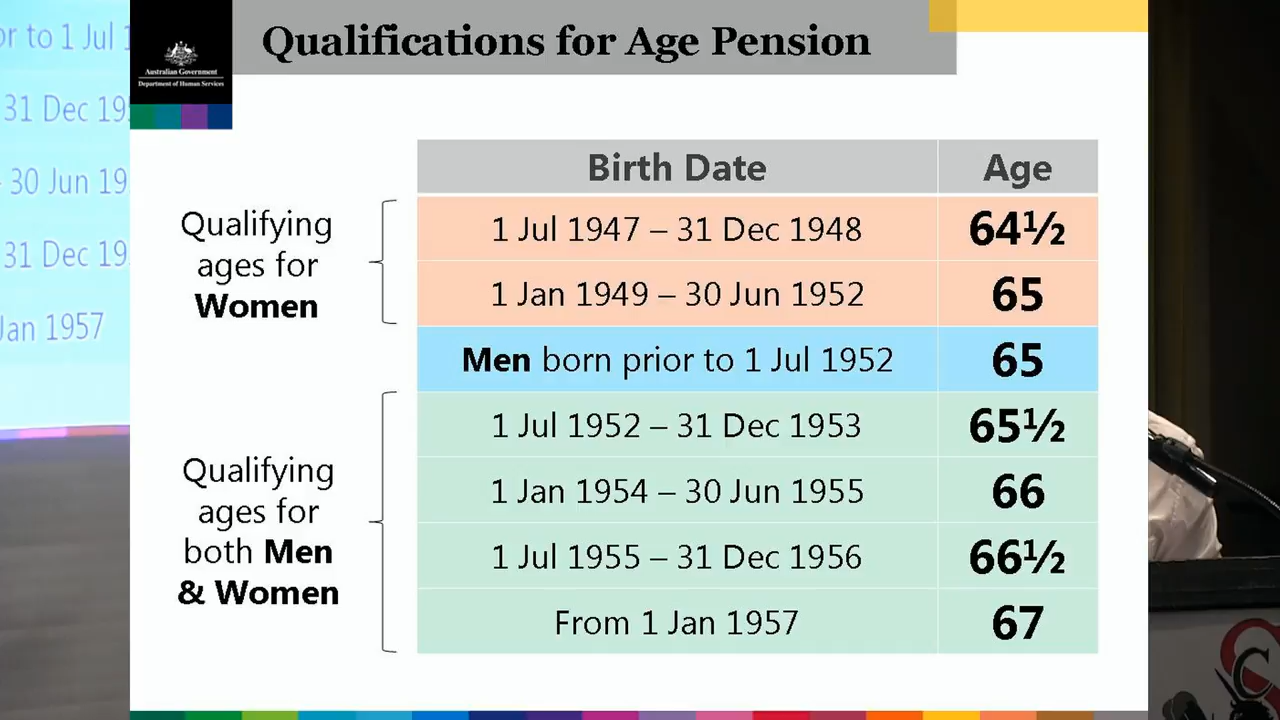 or to 1 Jul 1
31 Dec 19
- 30 Jun 19
31 Dec 19
Jan 1957
Australian Government
Department of Human Services
Qualifications for Age Pension
Birth Date Age
Qualifying
ages for
Women
1 Jul 1947 – 31 Dec 1948 64½
1 Jan 1949 – 30 Jun 1952 65
Men born prior to 1 Jul 1952 65
Qualifying
ages for
both Men
& Women
1 Jul 1952 – 31 Dec 1953 65½
1 Jan 1954 – 30 Jun 1955 66
1 Jul 1955 – 31 Dec 1956 66½
From 1 Jan 1957 67